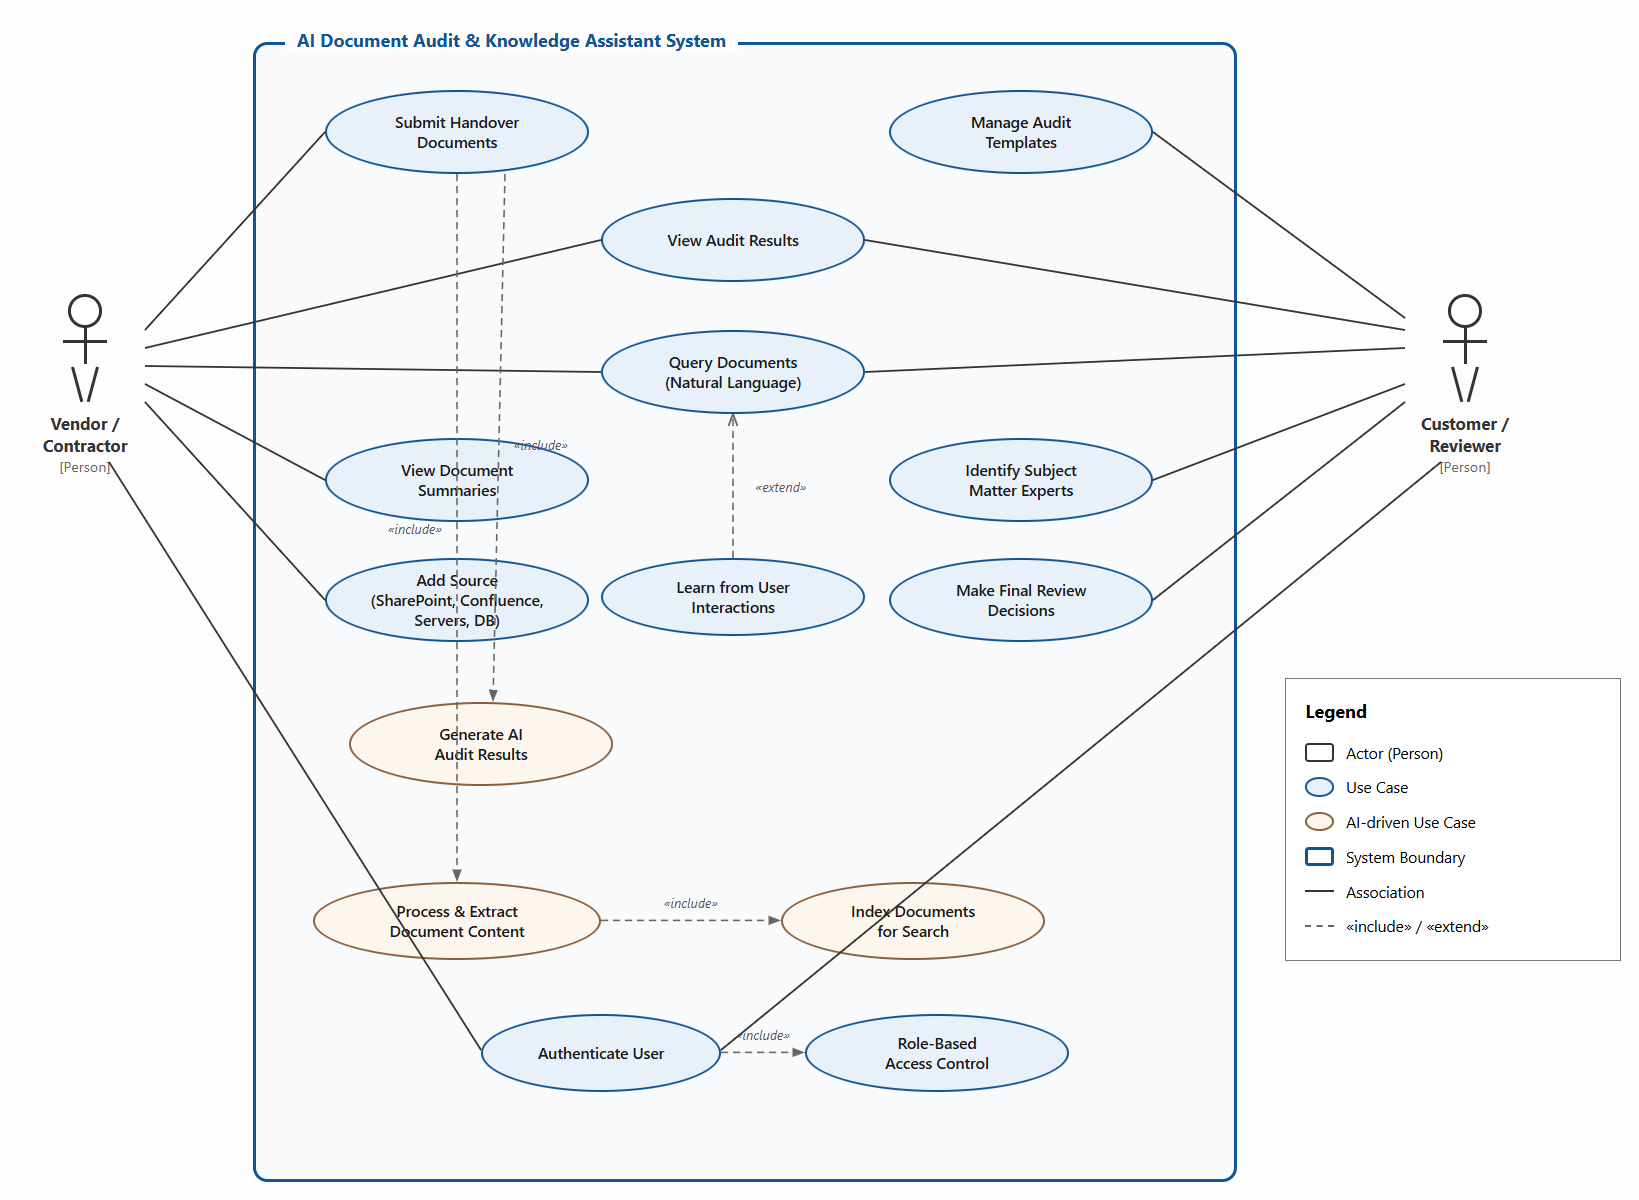 AI Document Audit & Knowledge Assistant System
Submit Handover
Documents
Manage Audit
Templates
View Audit Results
Query Documents
(Natural Language)
Vendor /
Contractor
[Person]
Customer /
Reviewer
[Person]
«include»
View Document
Summaries
«extend»
Identify Subject
Matter Experts
«include»
Add Source
(SharePoint, Confluence,
Servers, DB)
Learn from User
Interactions
Make Final Review
Decisions
Generate AI
Audit Results
Process & Extract
Document Content
«include»
Index Documents
for Search
Authenticate User
«include»
Role-Based
Access Control
Legend
Actor (Person)
Use Case
AI-driven Use Case
System Boundary
Association
«include» / «extend»